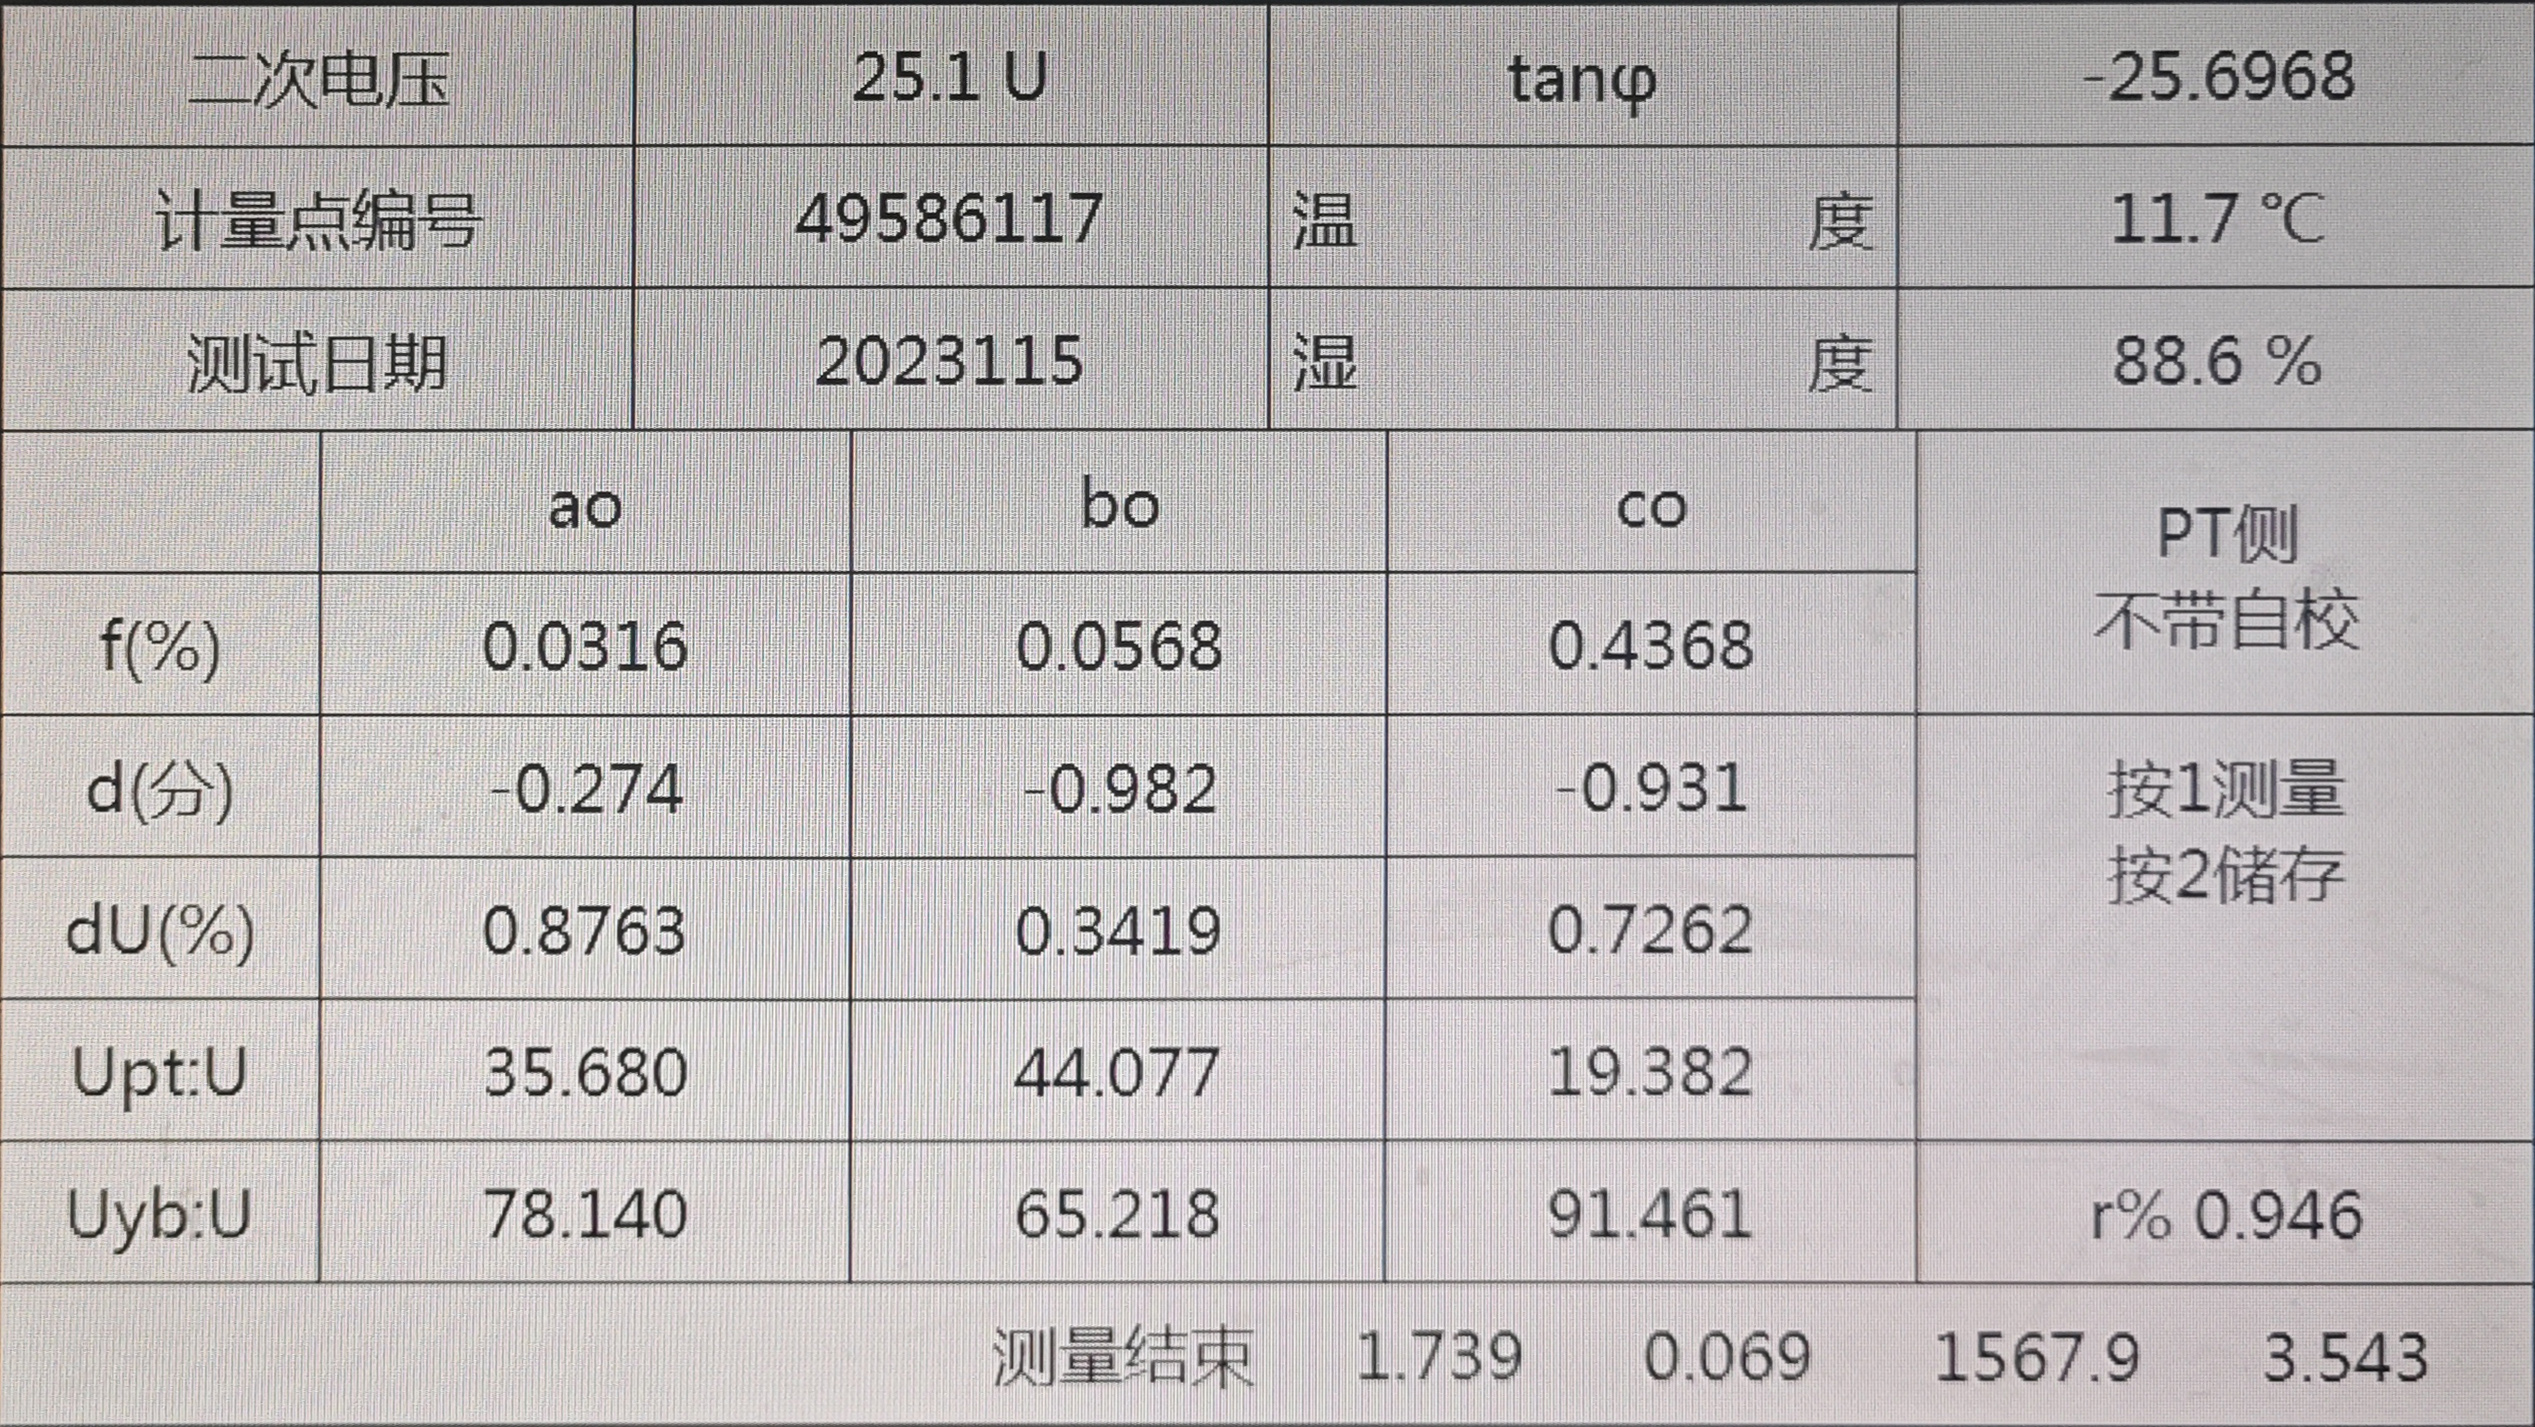 二次电压 25.1 U tanφ -25.6968
计量点编号 49586117 温 度 11.7 ℃
测试日期 2023115 湿 度 88.6 %
ao bo co
PT侧
不带自校
f(%) 0.0316 0.0568 0.4368
d(分) -0.274 -0.982 -0.931
按1测量
按2储存
dU(%) 0.8763 0.3419 0.7262
Upt:U 35.680 44.077 19.382
Uyb:U 78.140 65.218 91.461 r% 0.946
测量结束 1.739 0.069 1567.9 3.543